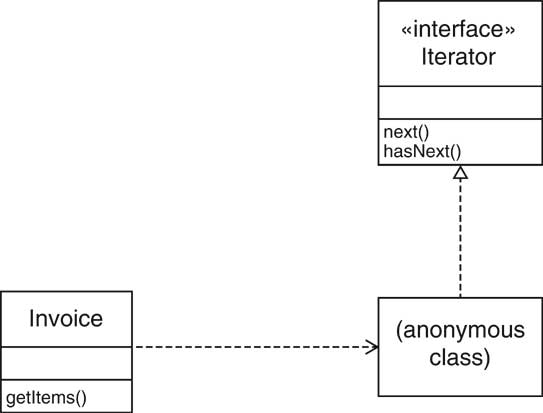 «interface»
Iterator
next()
hasNext()
Invoice
getItems()
(anonymous
class)